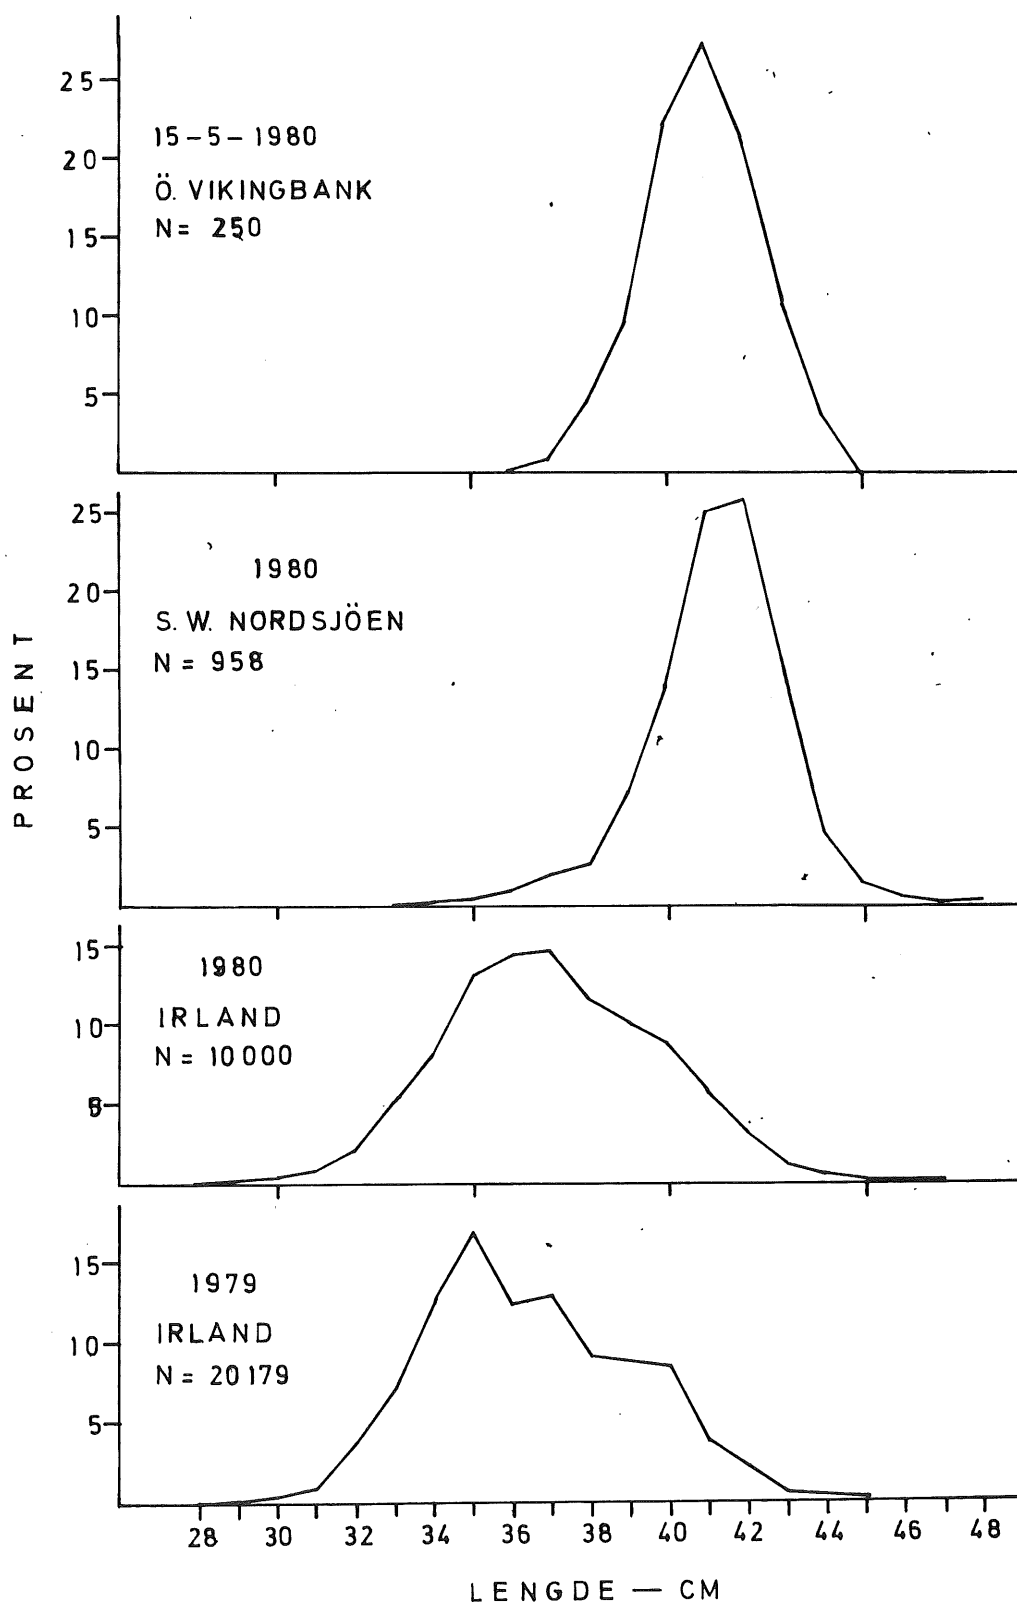 25
20
15
10
5
15-5-1980
Ö. VIKINGBANK
N= 250
PROSENT
25
20
15
10
5
1980
S.W. NORDSJÖEN
N = 958
15
10
5
1980
IRLAND
N = 10 000
15
10
5
1979
IRLAND
N = 20179
28 30 32 34 36 38 40 42 44 46 48
LENGDE — CM